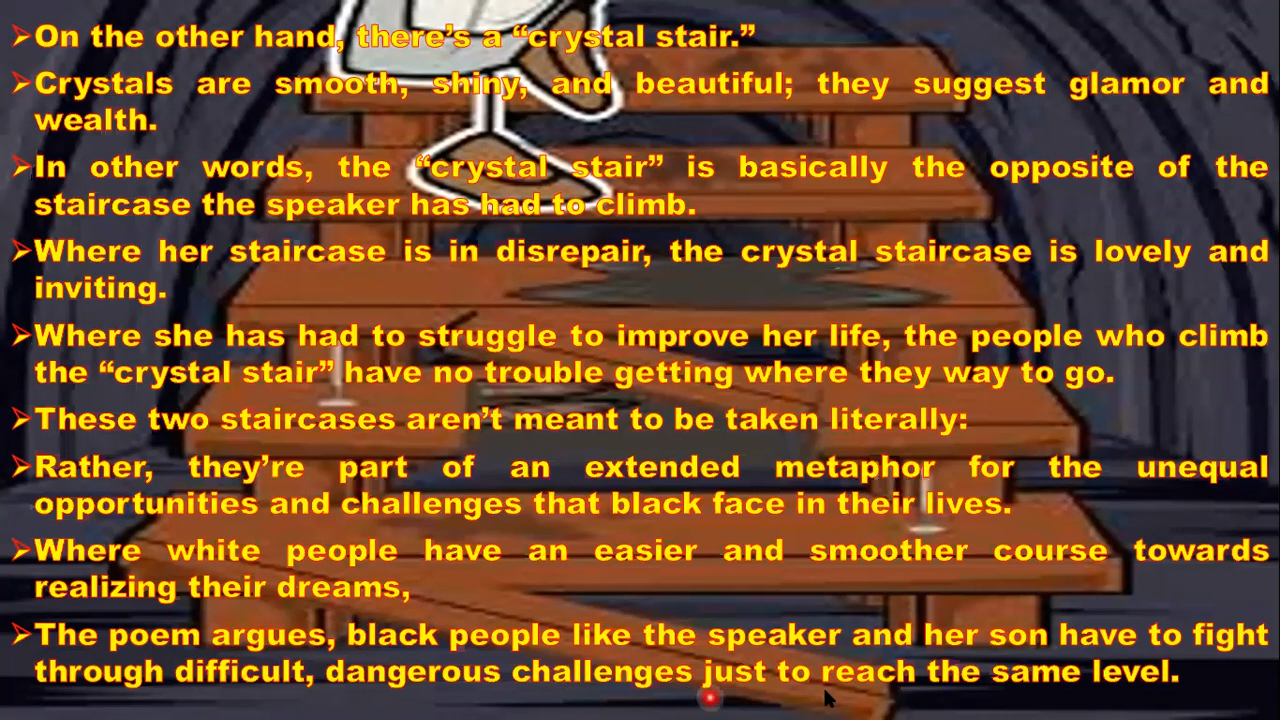 ➢On the other hand, there's a “crystal stair.”
➢Crystals are smooth, shiny, and beautiful; they suggest glamor and
wealth.
➢In other words, the “crystal stair” is basically the opposite of the
staircase the speaker has had to climb.
➢Where her staircase is in disrepair, the crystal staircase is lovely and
inviting.
➢Where she has had to struggle to improve her life, the people who climb
the “crystal stair” have no trouble getting where they way to go.
➢These two staircases aren't meant to be taken literally:
➢Rather, they're part of an extended metaphor for the unequal
opportunities and challenges that black face in their lives.
➢Where white people have an easier and smoother course towards
realizing their dreams,
➢The poem argues, black people like the speaker and her son have to fight
through difficult, dangerous challenges just to reach the same level.